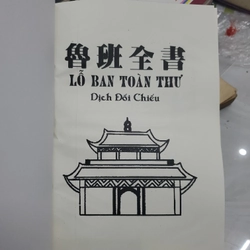 魯班全書
LỖ BAN TOÀN THƯ
Dịch Đối Chiếu